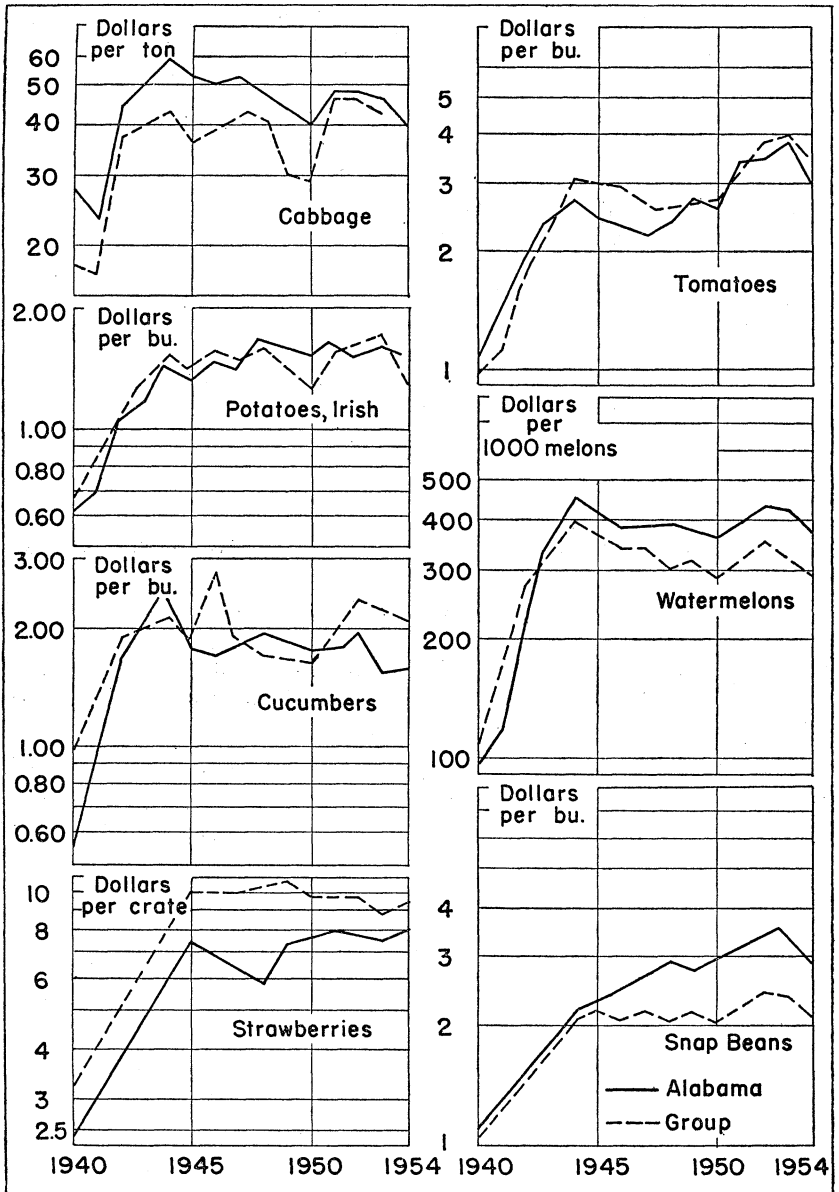 Dollars
per ton
60
50
40
30
20
Cabbage
2.00
Dollars
per bu.
1.00
0.80
0.60
Potatoes, Irish
3.00
Dollars
per bu.
2.00
1.00
0.80
0.60
Cucumbers
10
Dollars
per crate
8
6
4
3
2.5
Strawberries
1940 1945 1950 1954
Dollars
per bu.
5
4
3
2
1
Tomatoes
Dollars
per
1000 melons
500
400
300
200
100
Watermelons
Dollars
per bu.
4
3
2
1
Snap Beans
Alabama
Group
1940 1945 1950 1954